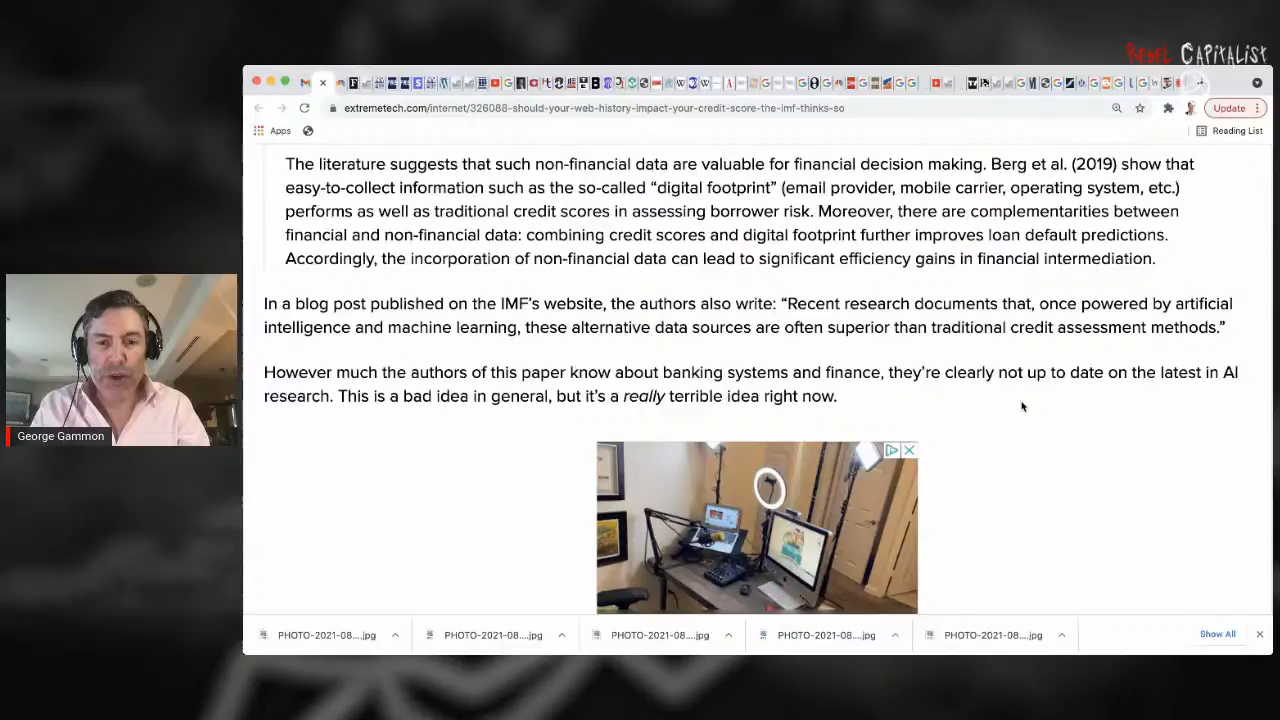 REBEL CAPITALIST
extremetech.com/internet/326088-should-your-web-history-impact-your-credit-score-the-imf-thinks-so
Update
Apps
Reading List
The literature suggests that such non-financial data are valuable for financial decision making. Berg et al. (2019) show that
easy-to-collect information such as the so-called “digital footprint” (email provider, mobile carrier, operating system, etc.)
performs as well as traditional credit scores in assessing borrower risk. Moreover, there are complementarities between
financial and non-financial data: combining credit scores and digital footprint further improves loan default predictions.
Accordingly, the incorporation of non-financial data can lead to significant efficiency gains in financial intermediation.
In a blog post published on the IMF’s website, the authors also write: “Recent research documents that, once powered by artificial
intelligence and machine learning, these alternative data sources are often superior than traditional credit assessment methods.”
However much the authors of this paper know about banking systems and finance, they’re clearly not up to date on the latest in AI
research. This is a bad idea in general, but it’s a really terrible idea right now.
George Gammon
PHOTO-2021-08....jpg
PHOTO-2021-08....jpg
PHOTO-2021-08....jpg
PHOTO-2021-08....jpg
PHOTO-2021-08....jpg
Show All